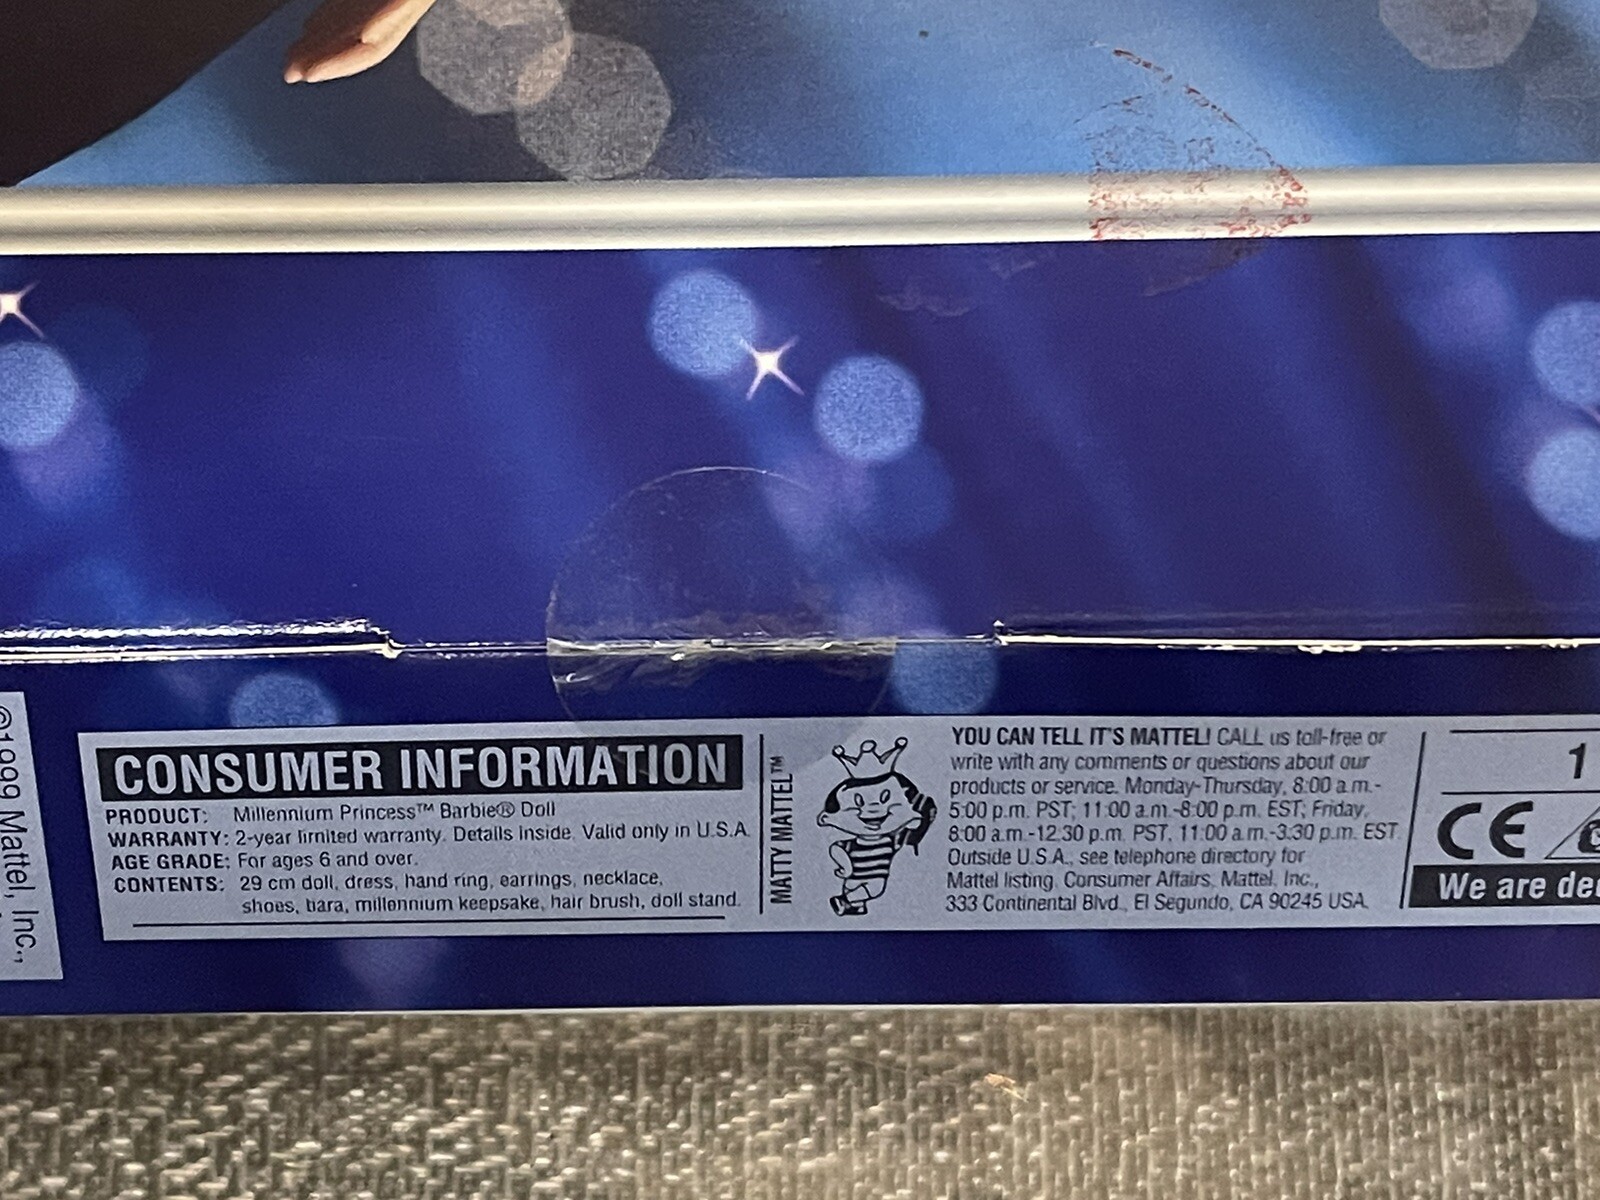 ©1999 Mattel, Inc.,
CONSUMER INFORMATION
PRODUCT: Millennium Princess™ Barbie® Doll
WARRANTY: 2-year limited warranty. Details Inside. Valid only in U.S.A.
AGE GRADE: For ages 6 and over.
CONTENTS: 29 cm doll, dress, hand ring, earrings, necklace,
shoes, tiara, millennium keepsake, hair brush, doll stand.
MATTY MATTEL™
YOU CAN TELL IT'S MATTEL! CALL us toll-free or
write with any comments or questions about our
products or service. Monday-Thursday, 8:00 a.m.-
5:00 p.m. PST; 11:00 a.m.-8:00 p.m. EST; Friday,
8:00 a.m.-12:30 p.m. PST, 11:00 a.m.-3:30 p.m. EST.
Outside U.S.A., see telephone directory for
Mattel listing. Consumer Affairs, Mattel, Inc.,
333 Continental Blvd., El Segundo, CA 90245 USA.
1
CE
We are